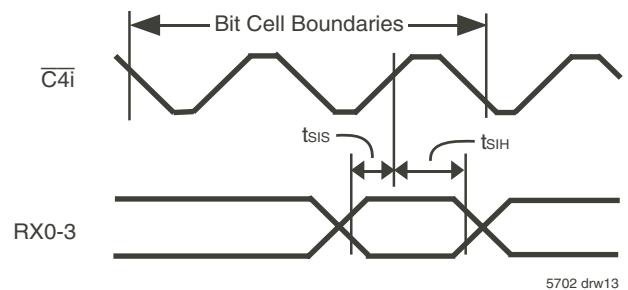 Bit Cell Boundaries
C4i
tSIS
tSIH
RX0-3
5702 drw13